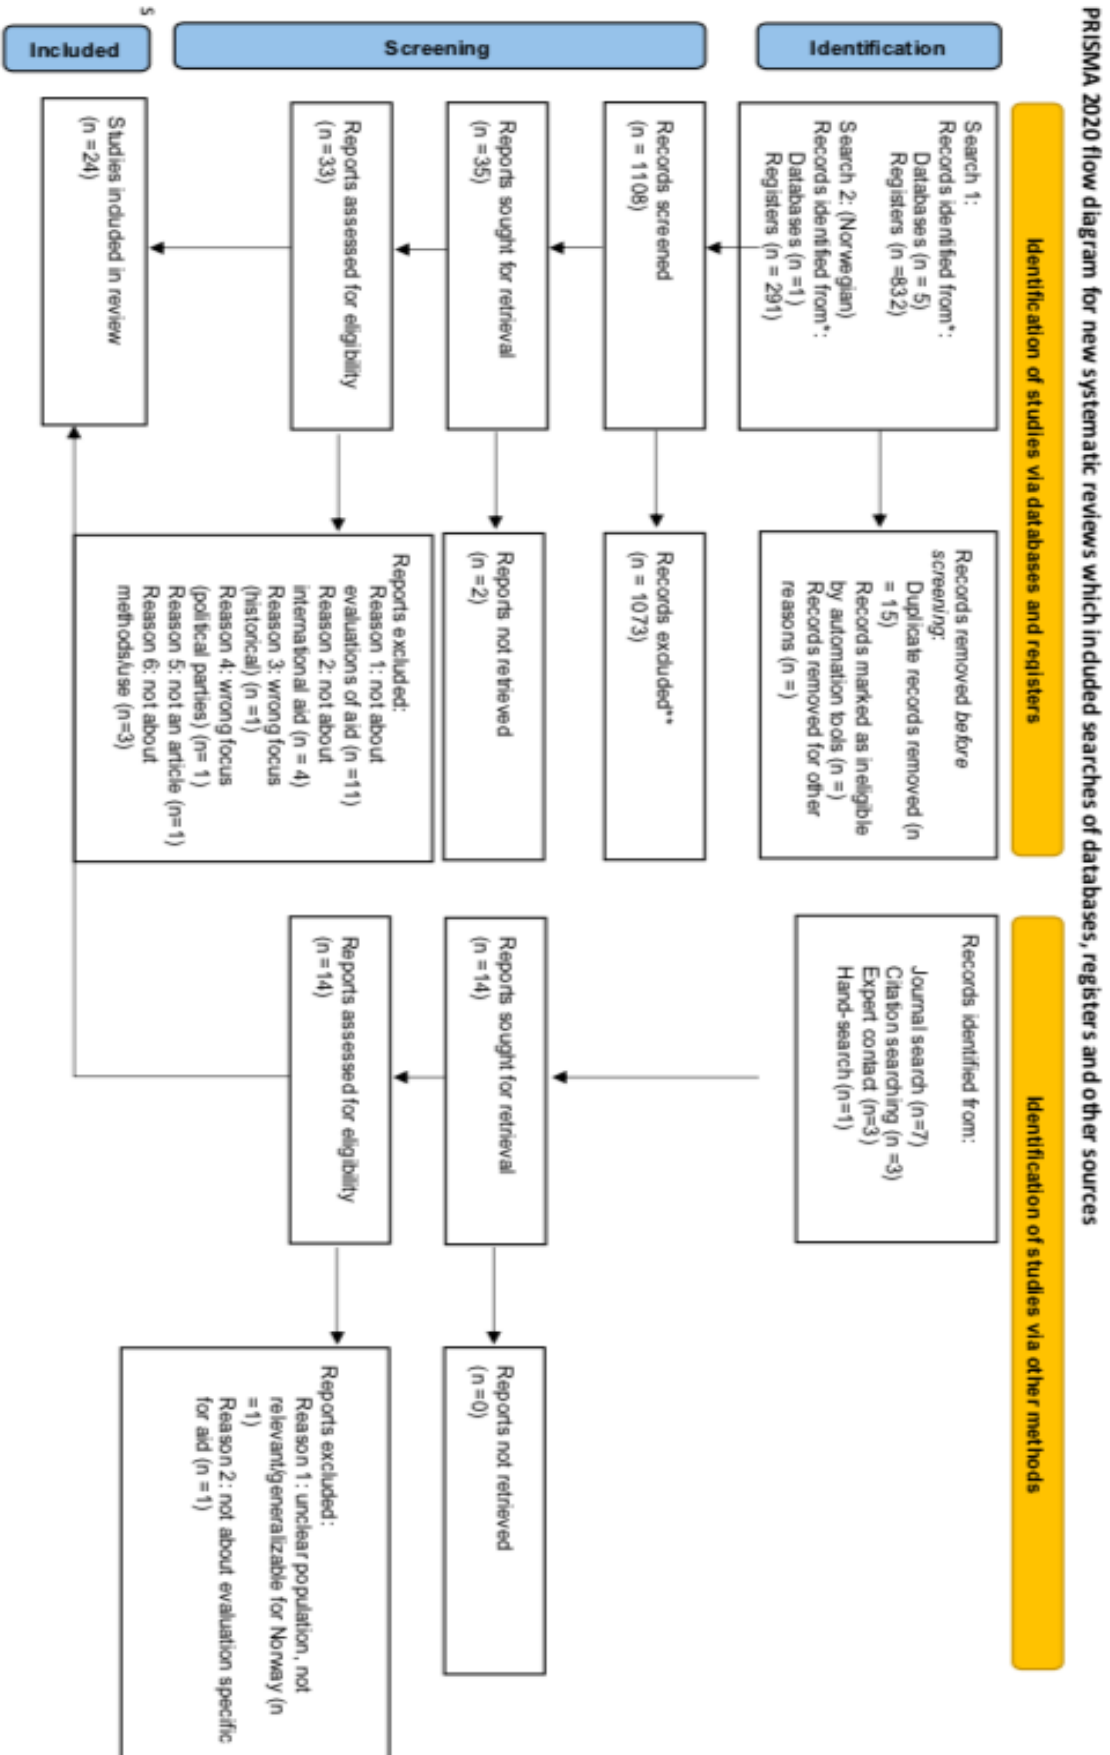 PRISMA 2020 flow diagram for new systematic reviews which included searches of databases, registers and other sources
Identification of studies via databases and registers
Identification of studies via other methods
Identification
Search 1:
Records identified from*:
Databases (n = 5)
Registers (n =832)
Search 2: (Norwegian)
Records identified from*:
Databases (n =1)
Registers (n = 291)
Records removed before
screening:
Duplicate records removed (n
= 15)
Records marked as ineligible
by automation tools (n = )
Records removed for other
reasons (n = )
Records identified from:
Journal search (n=7)
Citation searching (n =3)
Expert contact (n=3)
Hand-search (n=1)
Screening
Records screened
(n = 1108)
Records excluded**
(n = 1073)
Reports sought for retrieval
(n =35)
Reports not retrieved
(n =2)
Reports sought for retrieval
(n =14)
Reports not retrieved
(n =0)
Reports assessed for eligibility
(n =33)
Reports excluded:
Reason 1: not about
evaluations of aid (n =11)
Reason 2: not about
international aid (n = 4)
Reason 3: wrong focus
(historical) (n =1)
Reason 4: wrong focus
(political parties) (n= 1)
Reason 5: not an article (n=1)
Reason 6: not about
methods/use (n=3)
Reports assessed for eligibility
(n =14)
Reports excluded:
Reason 1: unclear population, not
relevant/generalizable for Norway (n
=1)
Reason 2: not about evaluation specific
for aid (n =1)
Included
Studies included in review
(n =24)
s